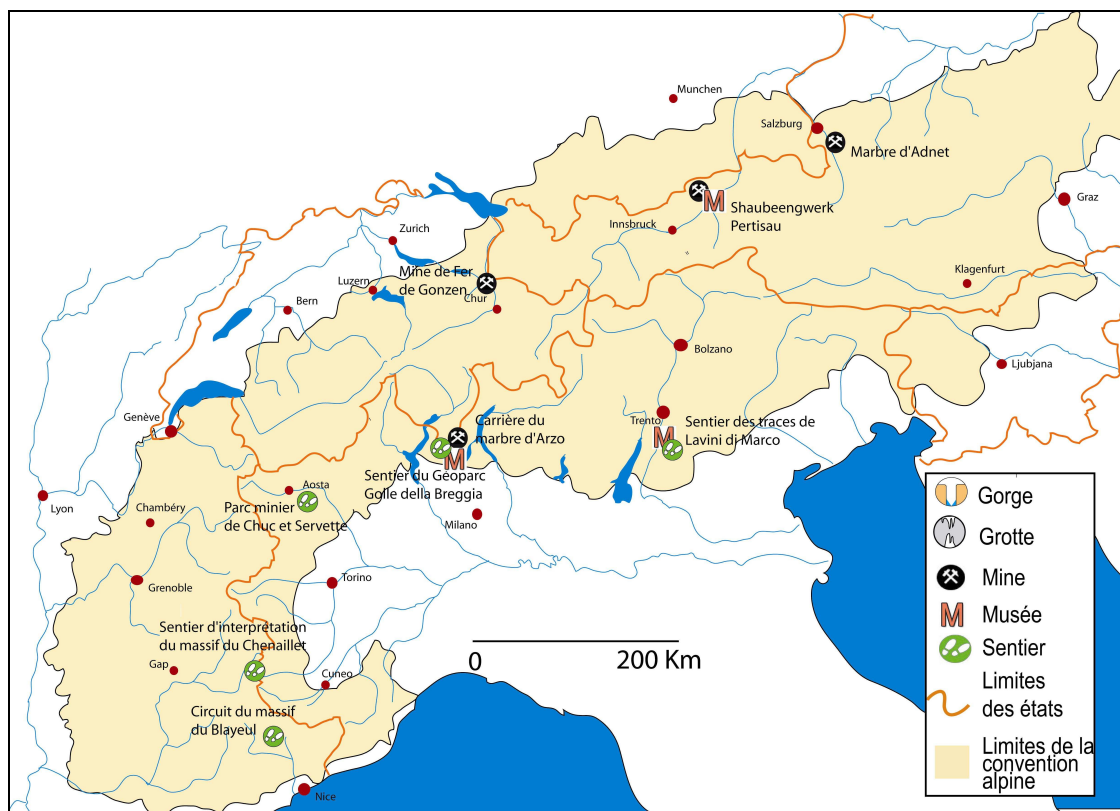 Munchen
Salzburg
Marbre d'Adnet
Shaubeengwerk
Pertisau
Innsbruck
Graz
Zurich
Mine de Fer
de Gonzen
Luzern
Chur
Klagenfurt
Bern
Bolzano
Ljubjana
Genève
Carrière du
marbre d'Arzo
Trento
Sentier des traces de
Lavini di Marco
Sentier du Géoparc
Golle della Breggia
Aosta
Parc minier
de Chuc et Servette
Lyon
Chambéry
Milano
Grenoble
Torino
Sentier d'interprétation
du massif du Chenaillet
Gap
Cuneo
Circuit du massif
du Blayeul
Nice
0 200 Km
Gorge
Grotte
Mine
M Musée
Sentier
Limites
des états
Limites de la
convention
alpine
M
M
M